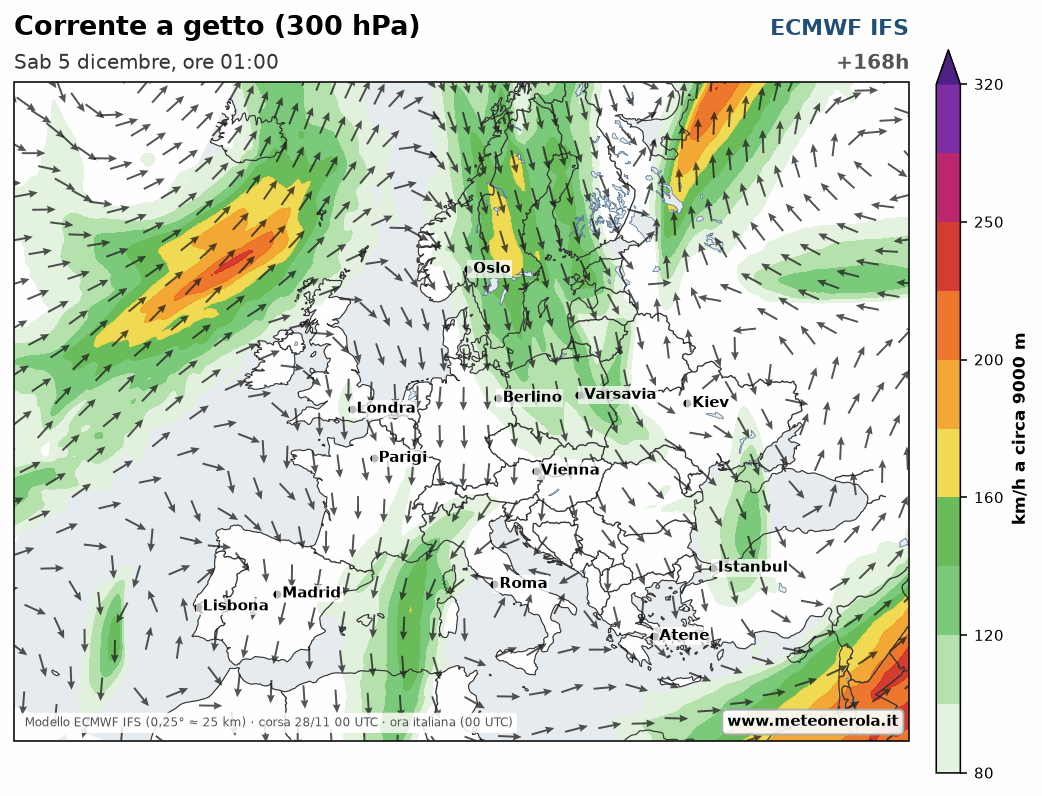 Corrente a getto (300 hPa)
ECMWF IFS
Sab 5 dicembre, ore 01:00
+168h
320
250
200
160
120
80
km/h a circa 9000 m
Oslo
Londra
Berlino
Varsavia
Kiev
Parigi
Vienna
Istanbul
Roma
Madrid
Lisbona
Atene
Modello ECMWF IFS (0,25° ≈ 25 km) · corsa 28/11 00 UTC · ora italiana (00 UTC)
www.meteonerola.it